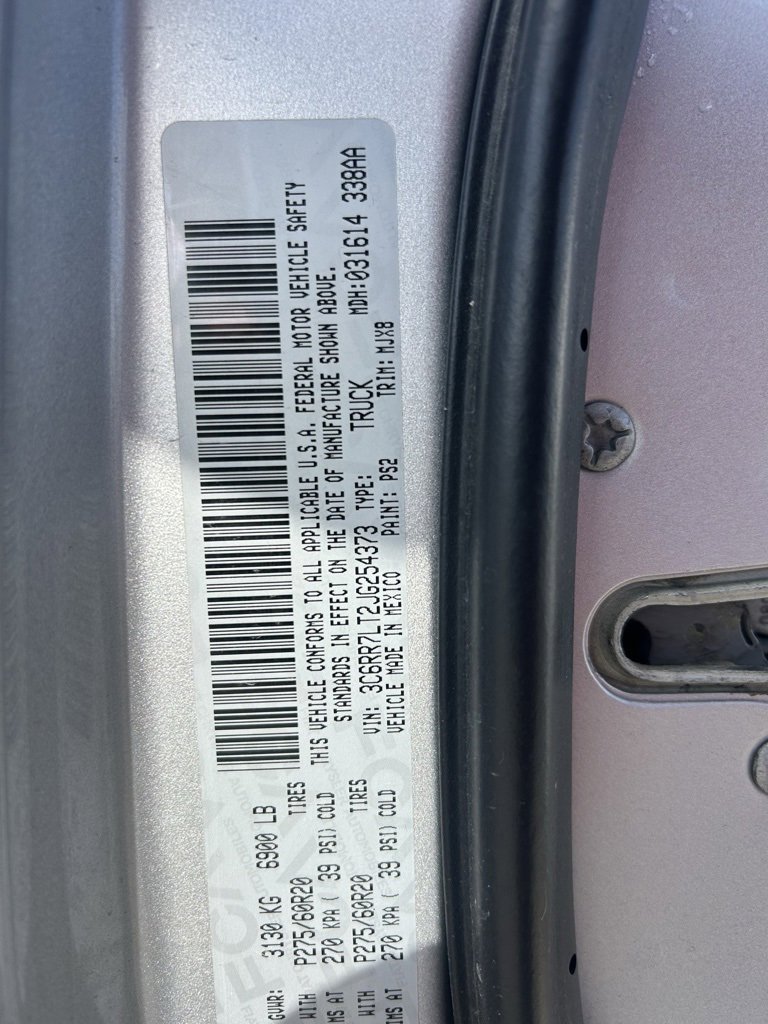 GVWR: 3130 KG 6900 LB
WITH P275/60R20 TIRES
MS AT 270 KPA ( 39 PSI) COLD
WITH P275/60R20 TIRES
IMS AT 270 KPA ( 39 PSI) COLD
THIS VEHICLE CONFORMS TO ALL APPLICABLE U.S.A. FEDERAL MOTOR VEHICLE SAFETY
STANDARDS IN EFFECT ON THE DATE OF MANUFACTURE SHOWN ABOVE.
VIN: 3C6RR7LT2JG254373 TYPE: TRUCK MDH:031614 338AA
VEHICLE MADE IN MEXICO PAINT: PS2 TRIM: MJX8